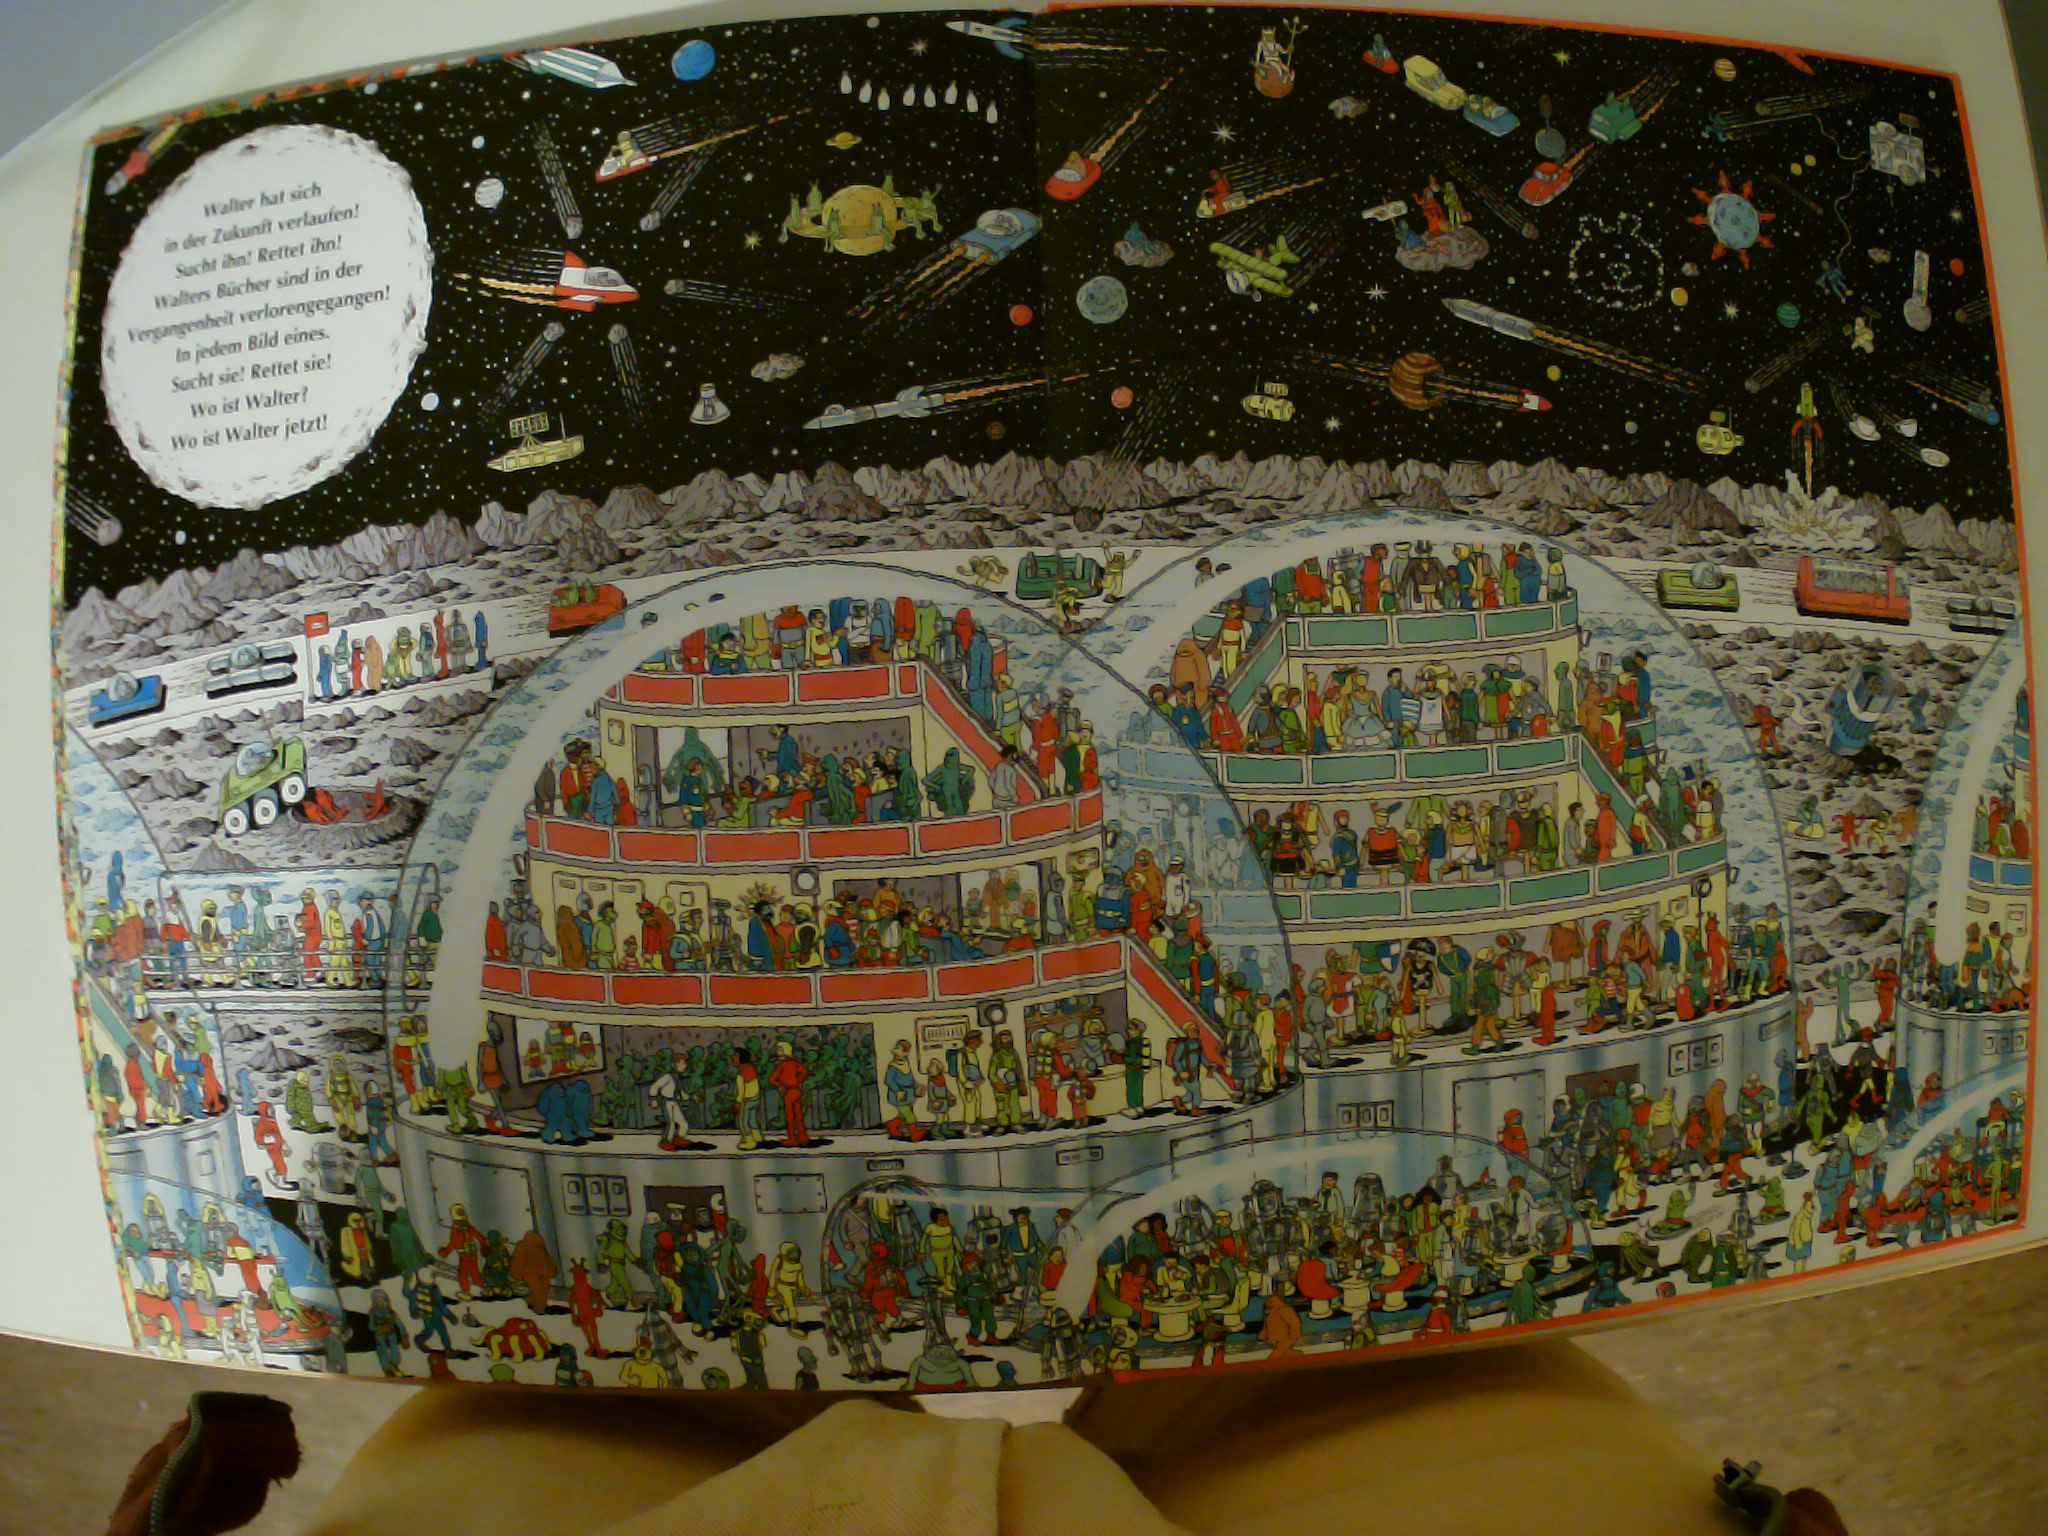 Walter hat sich
in der Zukunft verlaufen!
Sucht ihn! Rettet ihn!
Walters Bücher sind in der
Vergangenheit verlorengegangen!
In jedem Bild eines.
Sucht sie! Rettet sie!
Wo ist Walter?
Wo ist Walter jetzt!